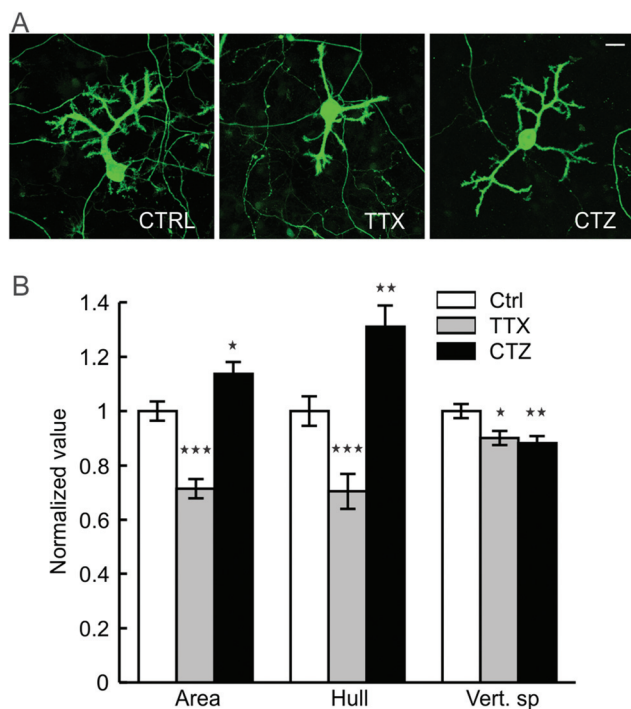 A
CTRL
TTX
CTZ
B
Normalized value
1.4
1.2
1
0.8
0.6
0.4
0.2
0
★★★
★
★★★
★★
★
★★
Ctrl
TTX
CTZ
Area
Hull
Vert. sp